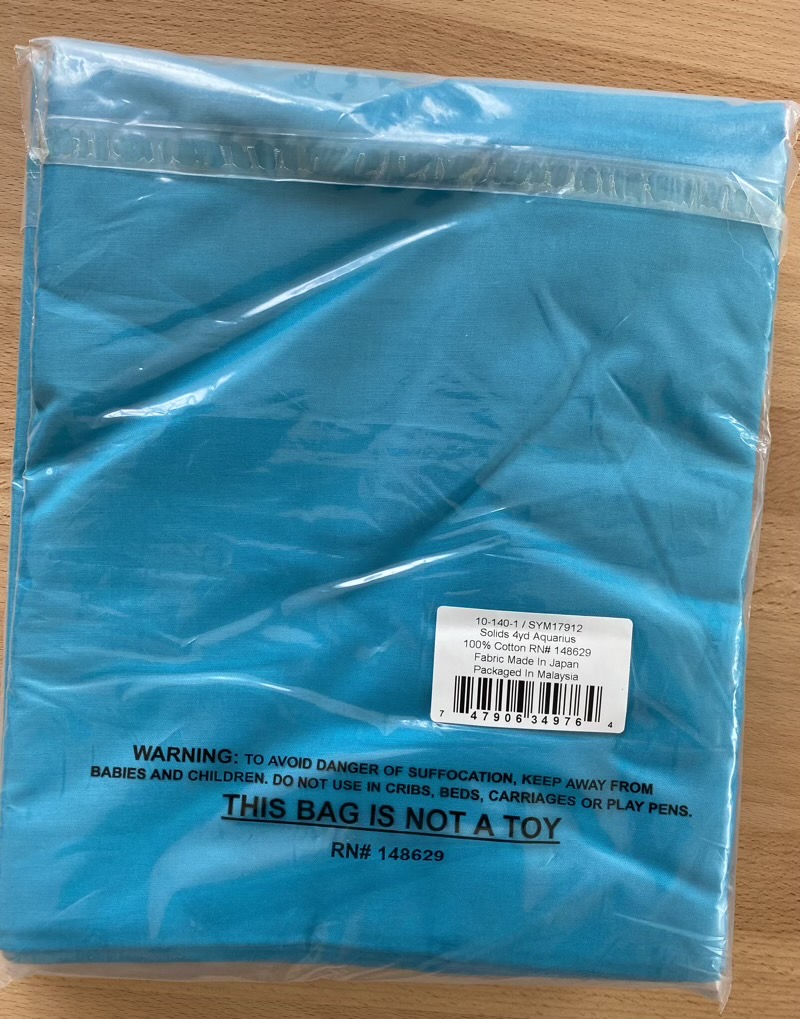 10-140-1 / SYM17912
Solids 4yd Aquarius
100% Cotton RN# 148629
Fabric Made In Japan
Packaged In Malaysia
7 47906 34976 4
WARNING: TO AVOID DANGER OF SUFFOCATION, KEEP AWAY FROM
BABIES AND CHILDREN. DO NOT USE IN CRIBS, BEDS, CARRIAGES OR PLAY PENS.
THIS BAG IS NOT A TOY
RN# 148629